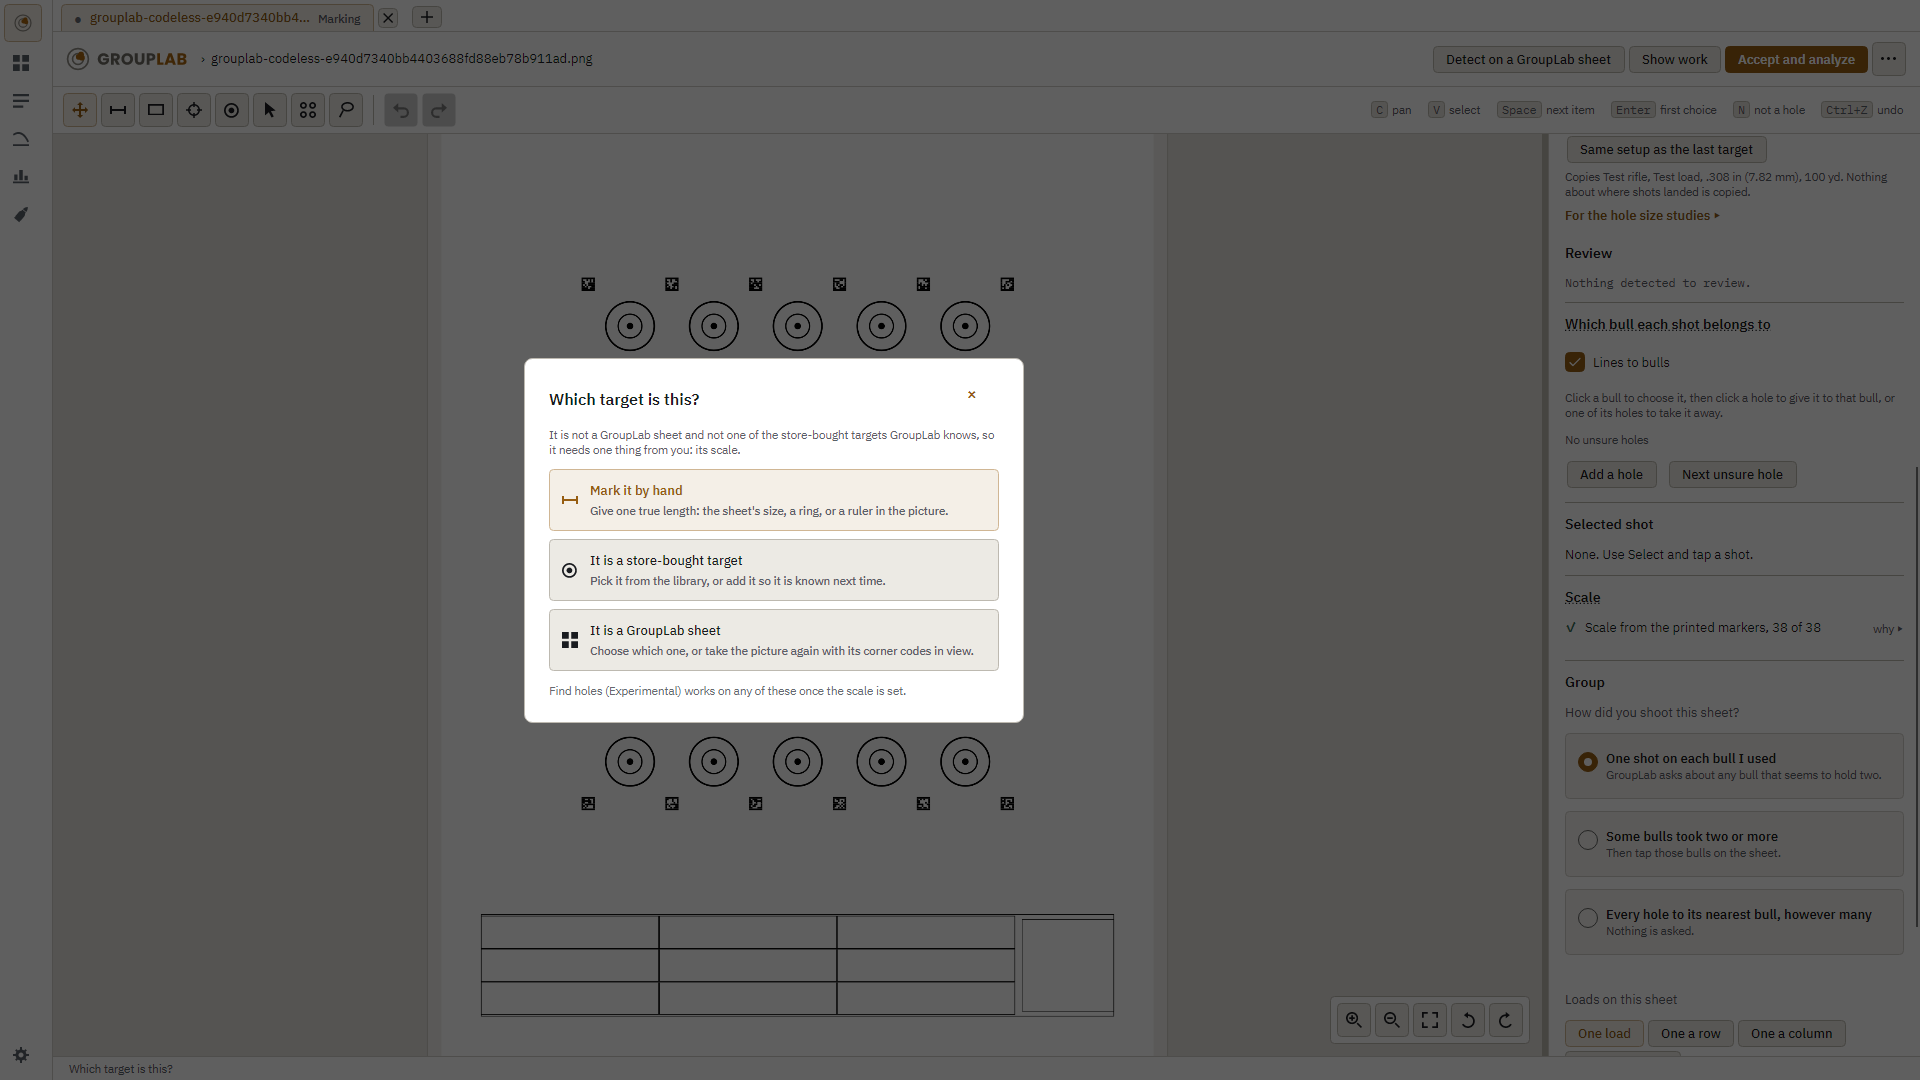 grouplab-codeless-e940d7340bb4... Marking
GROUPLAB › grouplab-codeless-e940d7340bb4403688fd88eb78b911ad.png
Detect on a GroupLab sheet Show work Accept and analyze
C pan V select Space next item Enter first choice N not a hole Ctrl+Z undo
Same setup as the last target
Copies Test rifle, Test load, .308 in (7.82 mm), 100 yd. Nothing
about where shots landed is copied.
For the hole size studies ▸
Review
Nothing detected to review.
Which bull each shot belongs to
Lines to bulls
Click a bull to choose it, then click a hole to give it to that bull, or
one of its holes to take it away.
No unsure holes
Add a hole Next unsure hole
Selected shot
None. Use Select and tap a shot.
Scale
Scale from the printed markers, 38 of 38 why ▸
Group
How did you shoot this sheet?
One shot on each bull I used
GroupLab asks about any bull that seems to hold two.
Some bulls took two or more
Then tap those bulls on the sheet.
Every hole to its nearest bull, however many
Nothing is asked.
Loads on this sheet
One load One a row One a column
Which target is this?
It is not a GroupLab sheet and not one of the store-bought targets GroupLab knows, so
it needs one thing from you: its scale.
Mark it by hand
Give one true length: the sheet's size, a ring, or a ruler in the picture.
It is a store-bought target
Pick it from the library, or add it so it is known next time.
It is a GroupLab sheet
Choose which one, or take the picture again with its corner codes in view.
Find holes (Experimental) works on any of these once the scale is set.
Which target is this?